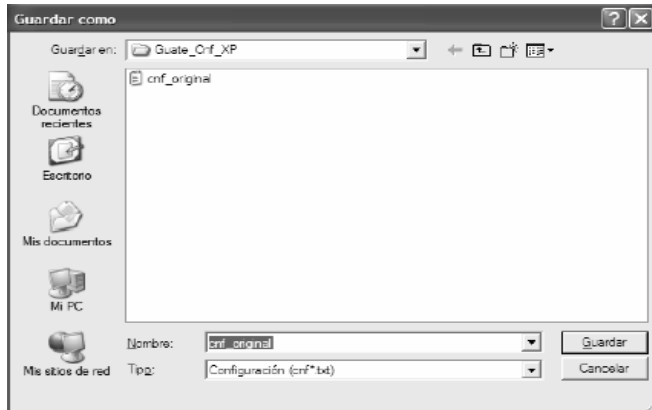 Guardar como
Guardar en:
Guate_Cnf_XP
cnf_original
Documentos
recientes
Escritorio
Mis documentos
Mi PC
Mis sitios de red
Nombre:
cnf_original
Guardar
Tipo:
Configuración (cnf*.txt)
Cancelar